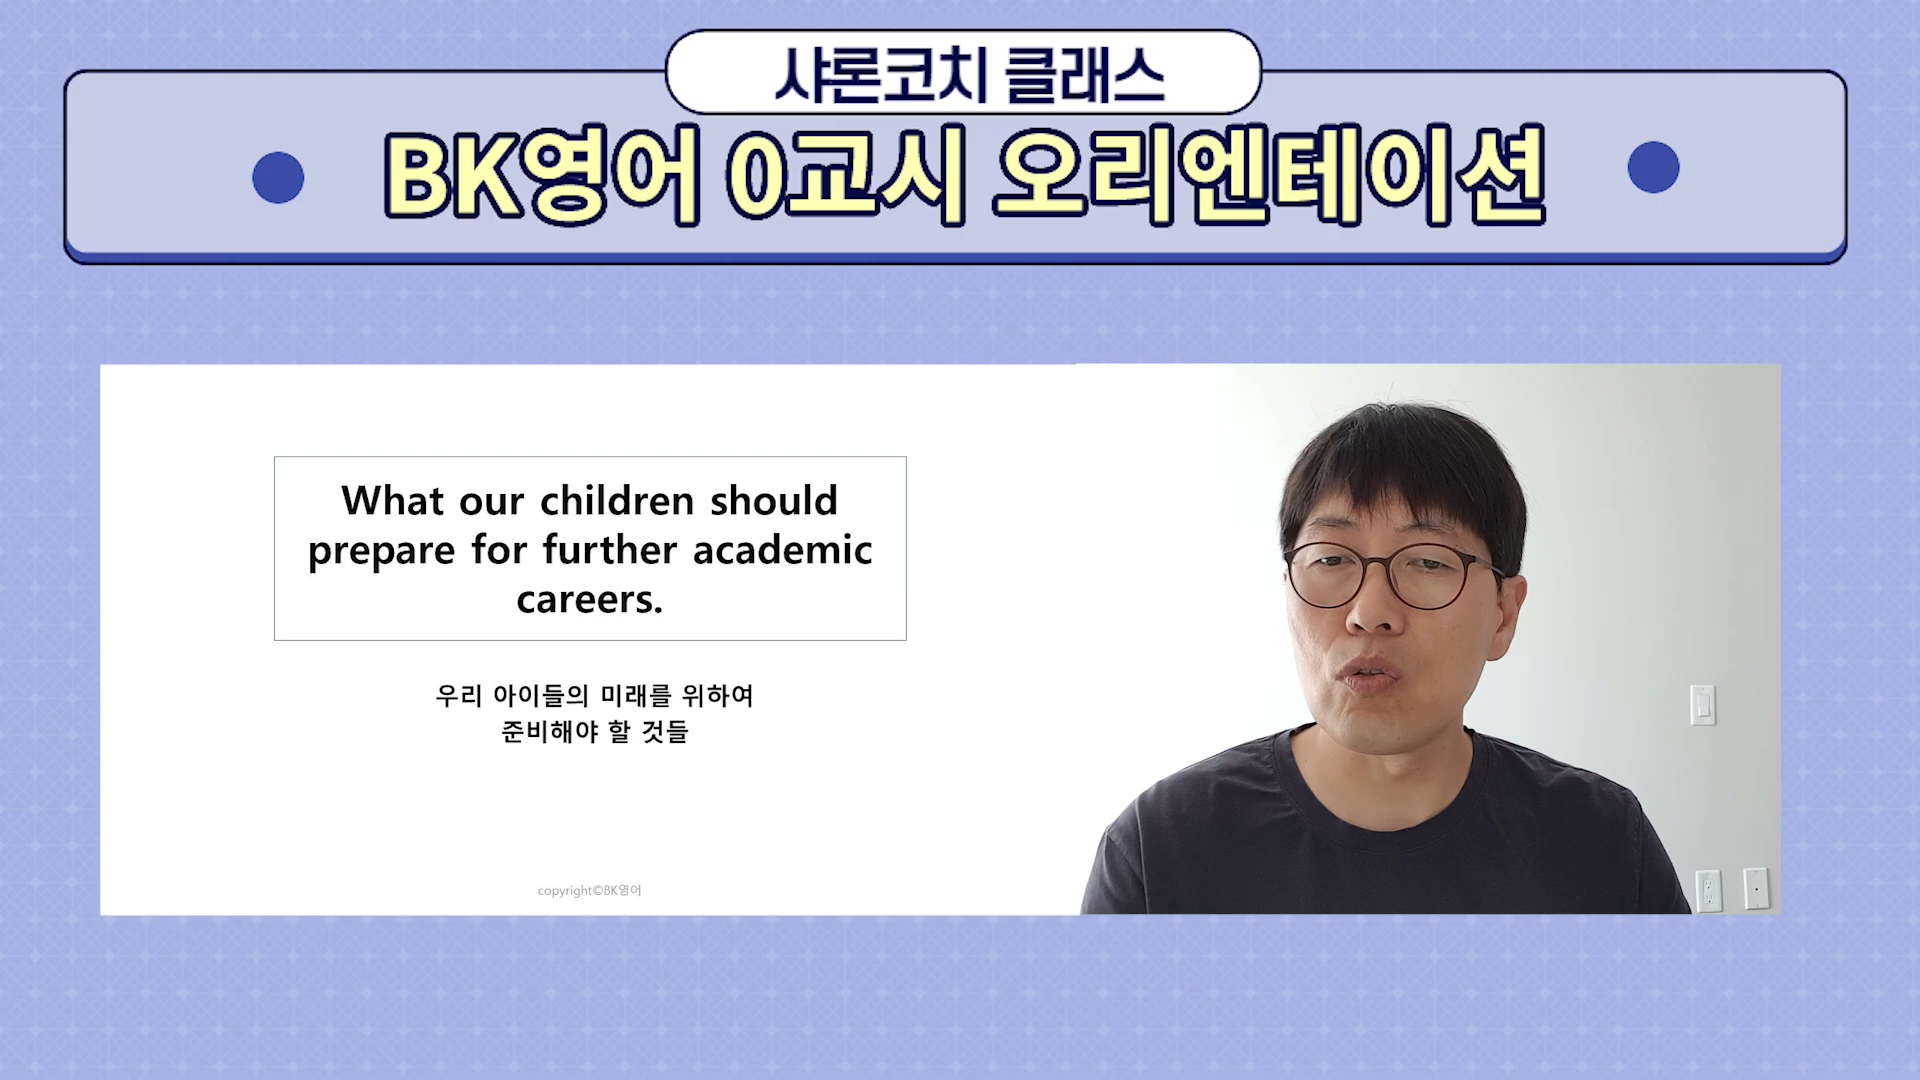 샤론코치 클래스
BK영어 0교시 오리엔테이션
What our children should
prepare for further academic
careers.
우리 아이들의 미래를 위하여
준비해야 할 것들
copyright©BK영어